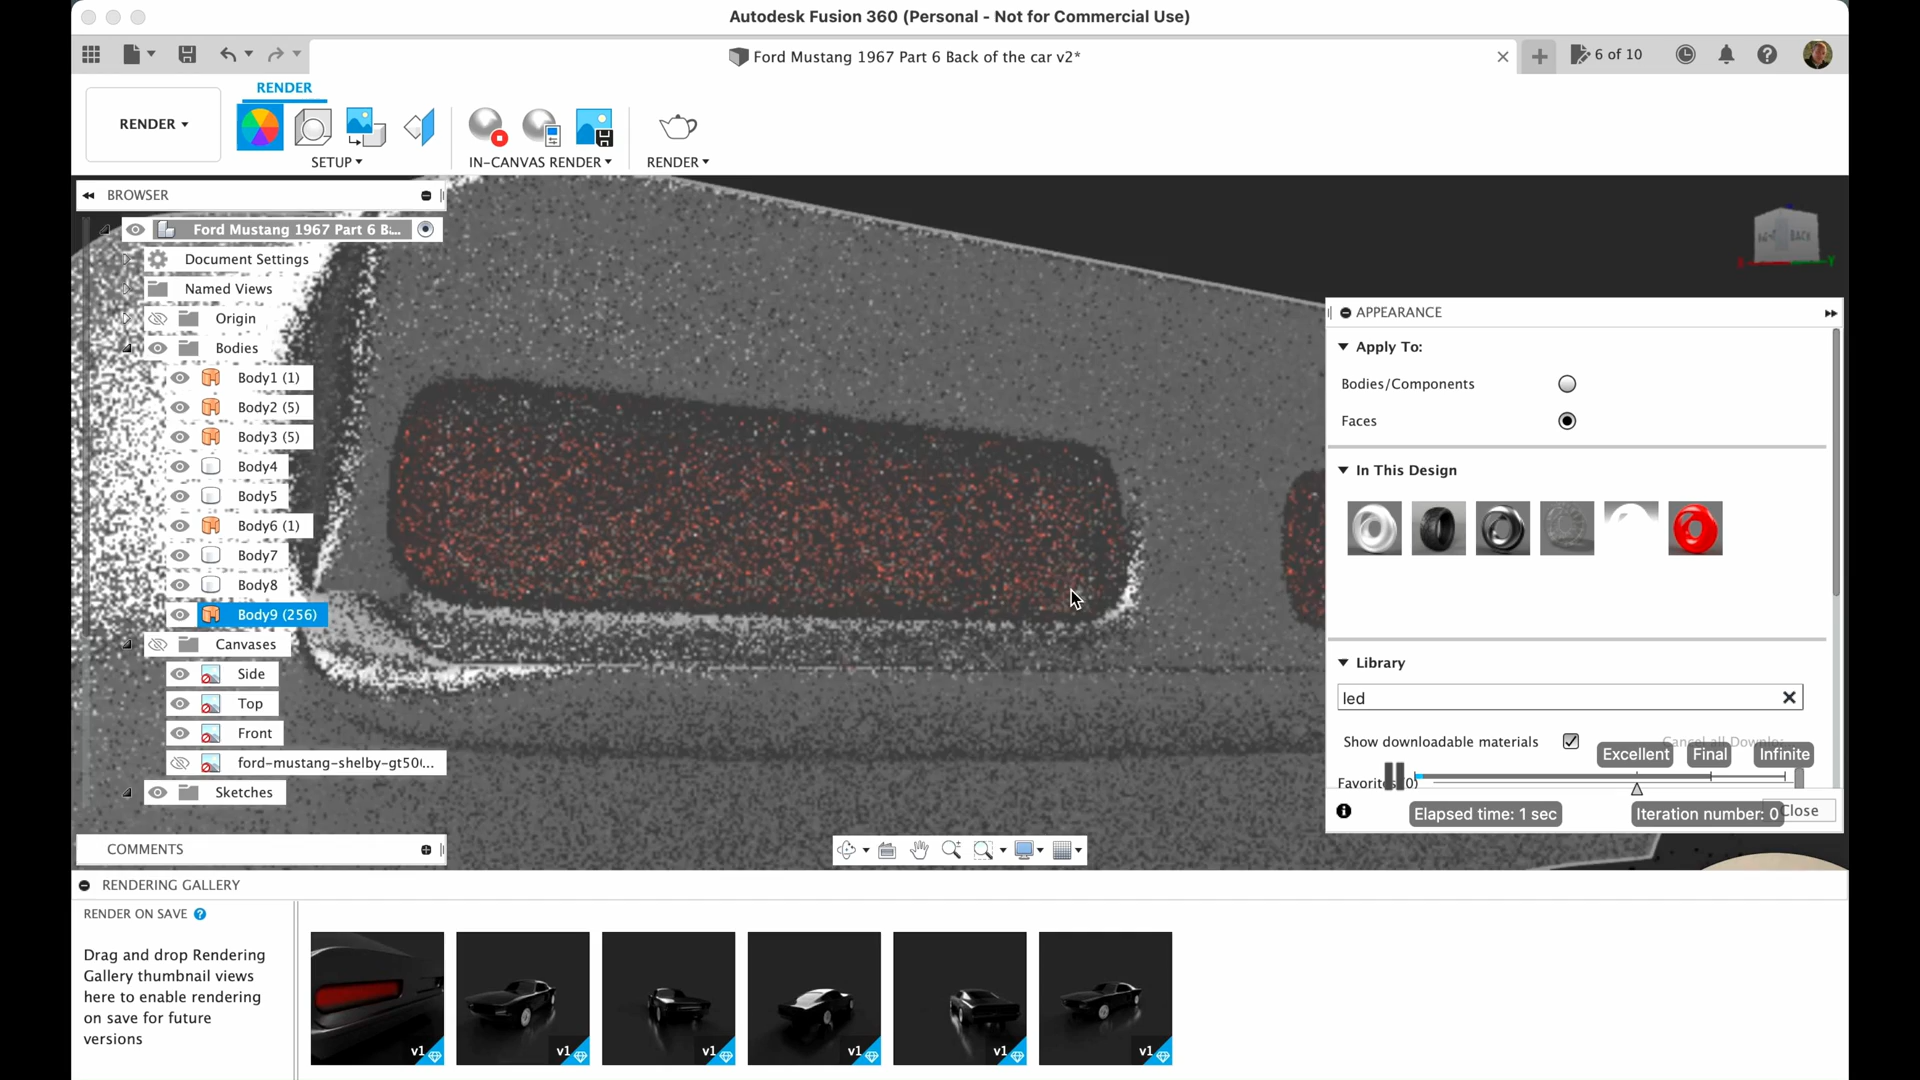 Autodesk Fusion 360 (Personal - Not for Commercial Use)
Ford Mustang 1967 Part 6 Back of the car v2*
6 of 10
RENDER
RENDER
SETUP
IN-CANVAS RENDER
RENDER
BROWSER
Ford Mustang 1967 Part 6 B...
Document Settings
Named Views
Origin
Bodies
Body1 (1)
Body2 (5)
Body3 (5)
Body4
Body5
Body6 (1)
Body7
Body8
Body9 (256)
Canvases
Side
Top
Front
ford-mustang-shelby-gt50(...
Sketches
COMMENTS
BACK
APPEARANCE
Apply To:
Bodies/Components
Faces
In This Design
Library
led
Show downloadable materials
Cancel all Downlo
Excellent Final Infinite
Favorites (0)
Elapsed time: 1 sec
Iteration number: 0
Close
RENDERING GALLERY
RENDER ON SAVE
Drag and drop Rendering
Gallery thumbnail views
here to enable rendering
on save for future
versions
v1
v1
v1
v1
v1
v1